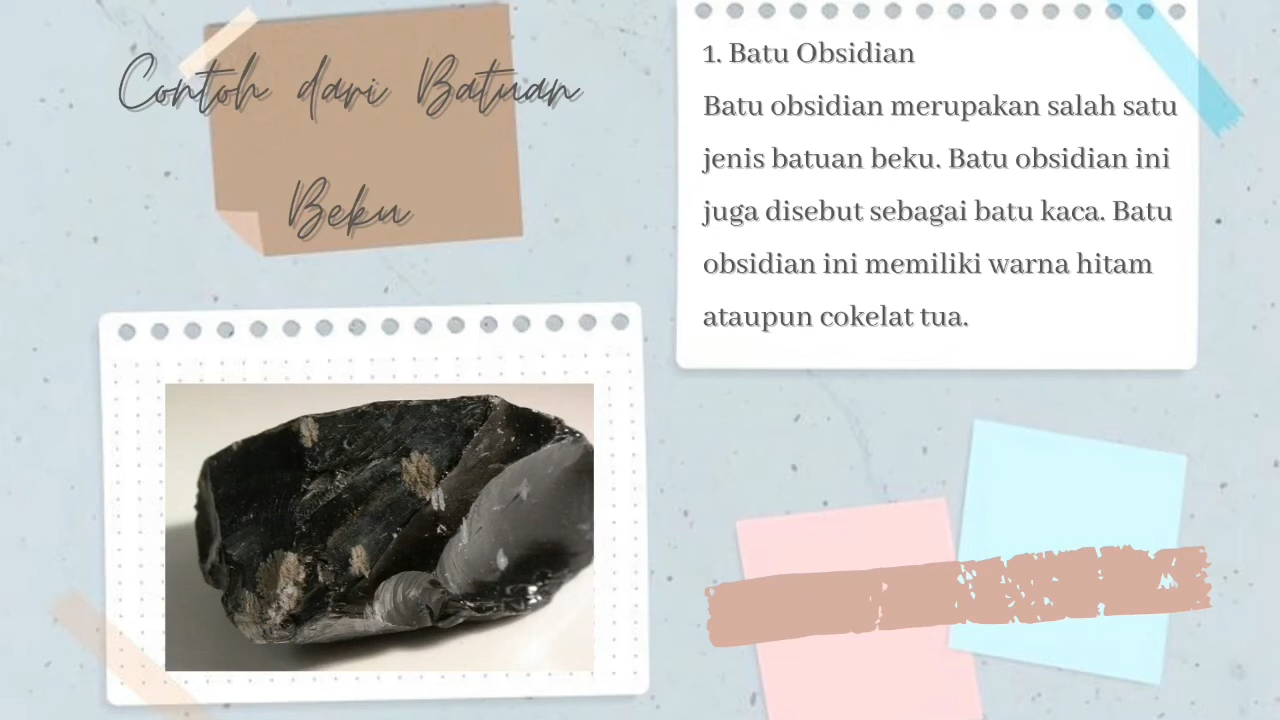 Contoh dari Batuan
Beku
1. Batu Obsidian
Batu obsidian merupakan salah satu
jenis batuan beku. Batu obsidian ini
juga disebut sebagai batu kaca. Batu
obsidian ini memiliki warna hitam
ataupun cokelat tua.